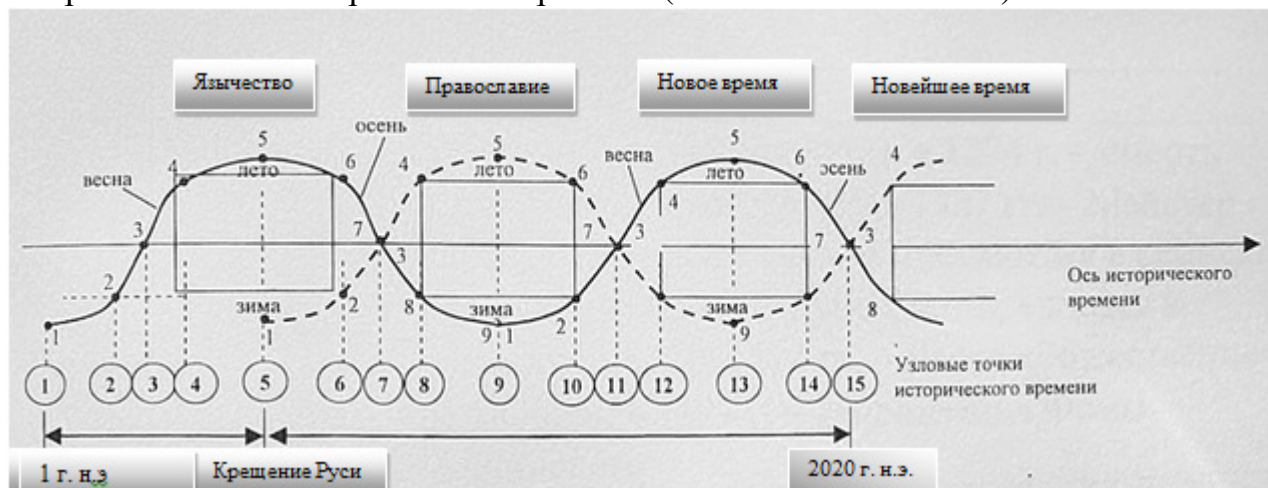 Язычество
Православие
Новое время
Новейшее время
5
осень
5
5
4
6
4
6
весна
6
4
весна
лето
лето
лето
осень
3
7
3
7
3
4
7
3
Ось исторического
времени
2
зима
2
8
зима
2
зима
8
1
1
9
1
9
Узловые точки
исторического времени
1
2
3
4
5
6
7
8
9
10
11
12
13
14
15
1 г. н.э
Крещение Руси
2020 г. н.э.